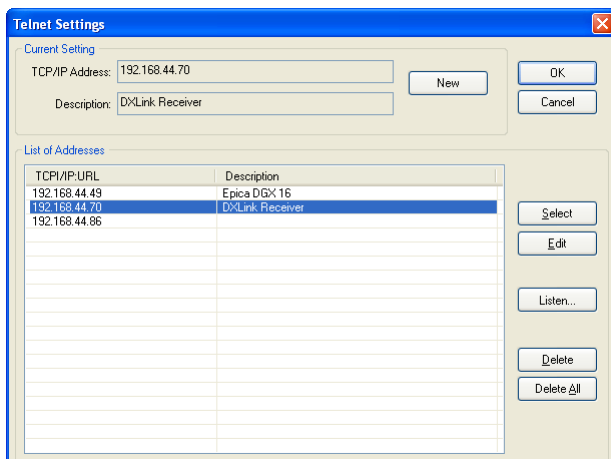 Telnet Settings
Current Setting
TCP/IP Address: 192.168.44.70
New
OK
Description: DXLink Receiver
Cancel
List of Addresses
TCPI/IP:URL Description
192.168.44.49 Epica DGX 16
192.168.44.70 DXLink Receiver
192.168.44.86
Select
Edit
Listen...
Delete
Delete All